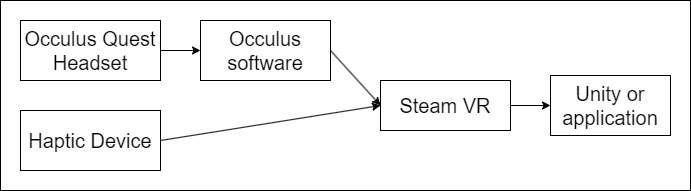 Occulus Quest
Headset
Occulus
software
Haptic Device
Steam VR
Unity or
application